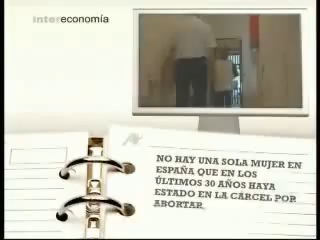 intereconomía
NO HAY UNA SOLA MUJER EN
ESPAÑA QUE EN LOS
ÚLTIMOS 30 AÑOS HAYA
ESTADO EN LA CÁRCEL POR
ABORTAR.